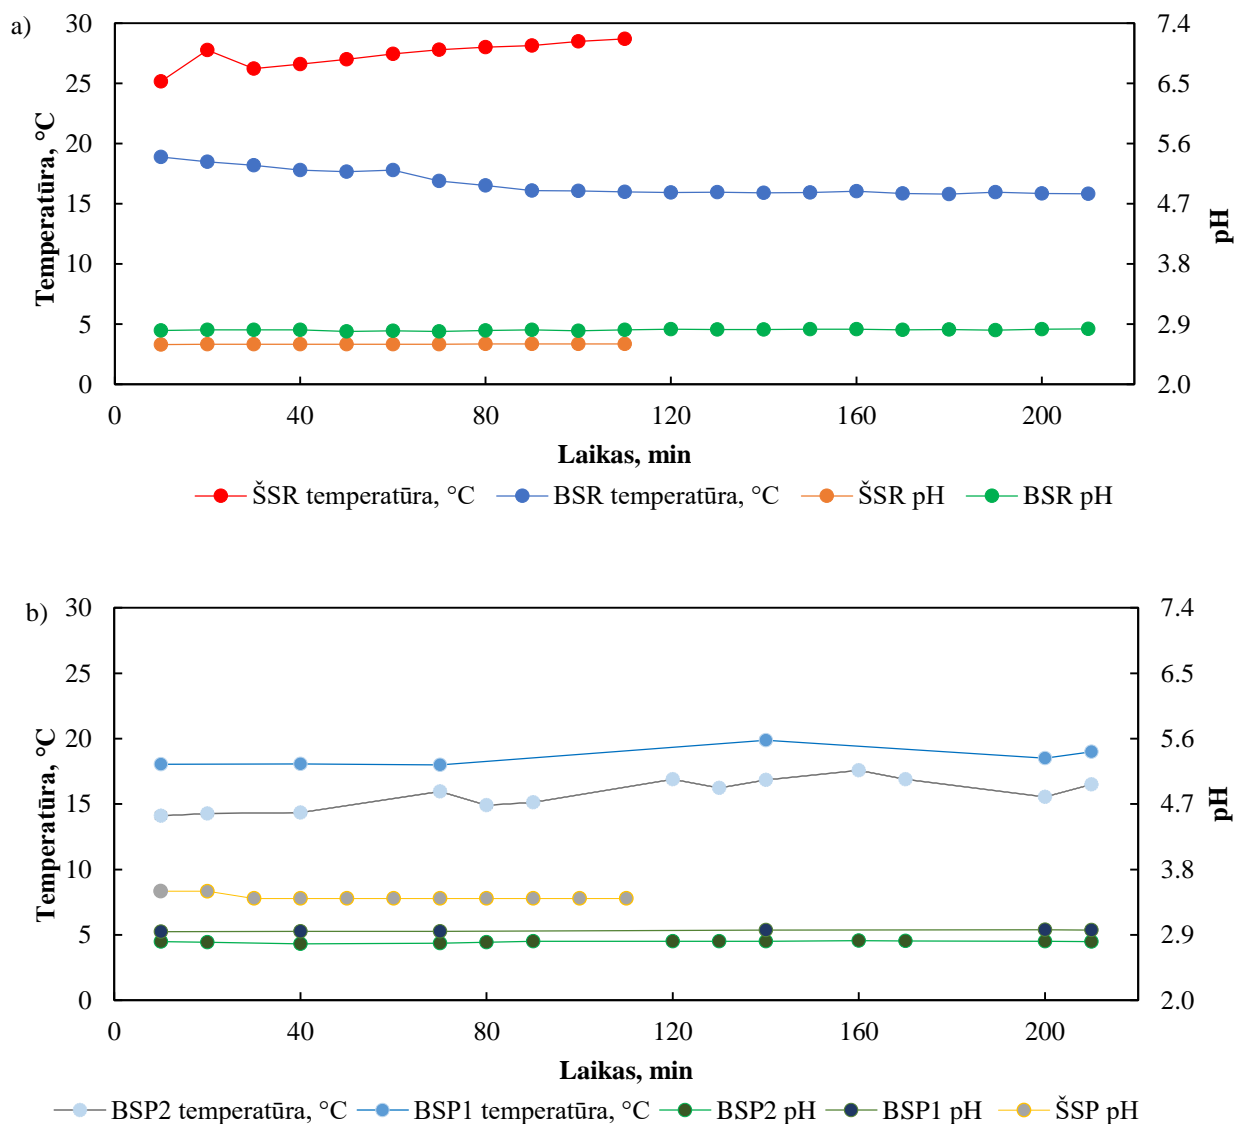 a)
30
25
20
15
10
5
0
Temperatūra, °C
7.4
6.5
5.6
4.7
3.8
2.9
2.0
pH
0 40 80 120 160 200
Laikas, min
ŠSR temperatūra, °C BSR temperatūra, °C ŠSR pH BSR pH
b)
30
25
20
15
10
5
0
Temperatūra, °C
7.4
6.5
5.6
4.7
3.8
2.9
2.0
pH
0 40 80 120 160 200
Laikas, min
BSP2 temperatūra, °C BSP1 temperatūra, °C BSP2 pH BSP1 pH ŠSP pH